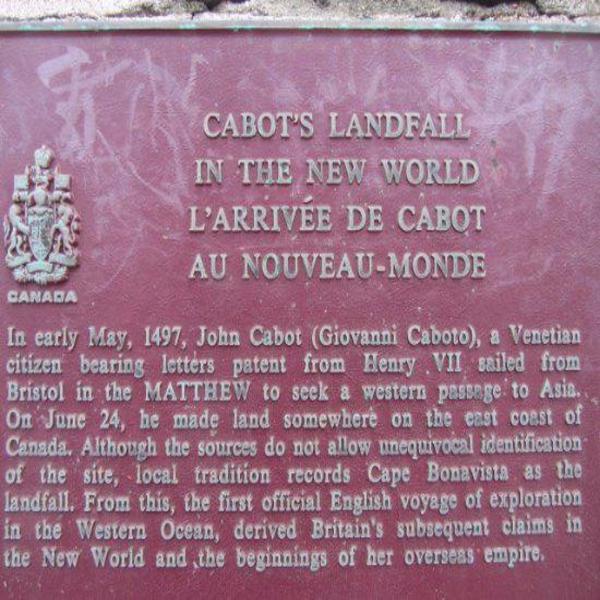 CABOT'S LANDFALL
IN THE NEW WORLD
L'ARRIVÉE DE CABOT
AU NOUVEAU-MONDE
CANADA
In early May, 1497, John Cabot (Giovanni Caboto), a Venetian
citizen bearing letters patent from Henry VII sailed from
Bristol in the MATTHEW to seek a western passage to Asia.
On June 24, he made land somewhere on the east coast of
Canada. Although the sources do not allow unequivocal identification
of the site, local tradition records Cape Bonavista as the
landfall. From this, the first official English voyage of exploration
in the Western Ocean, derived Britain's subsequent claims in
the New World and the beginnings of her overseas empire.